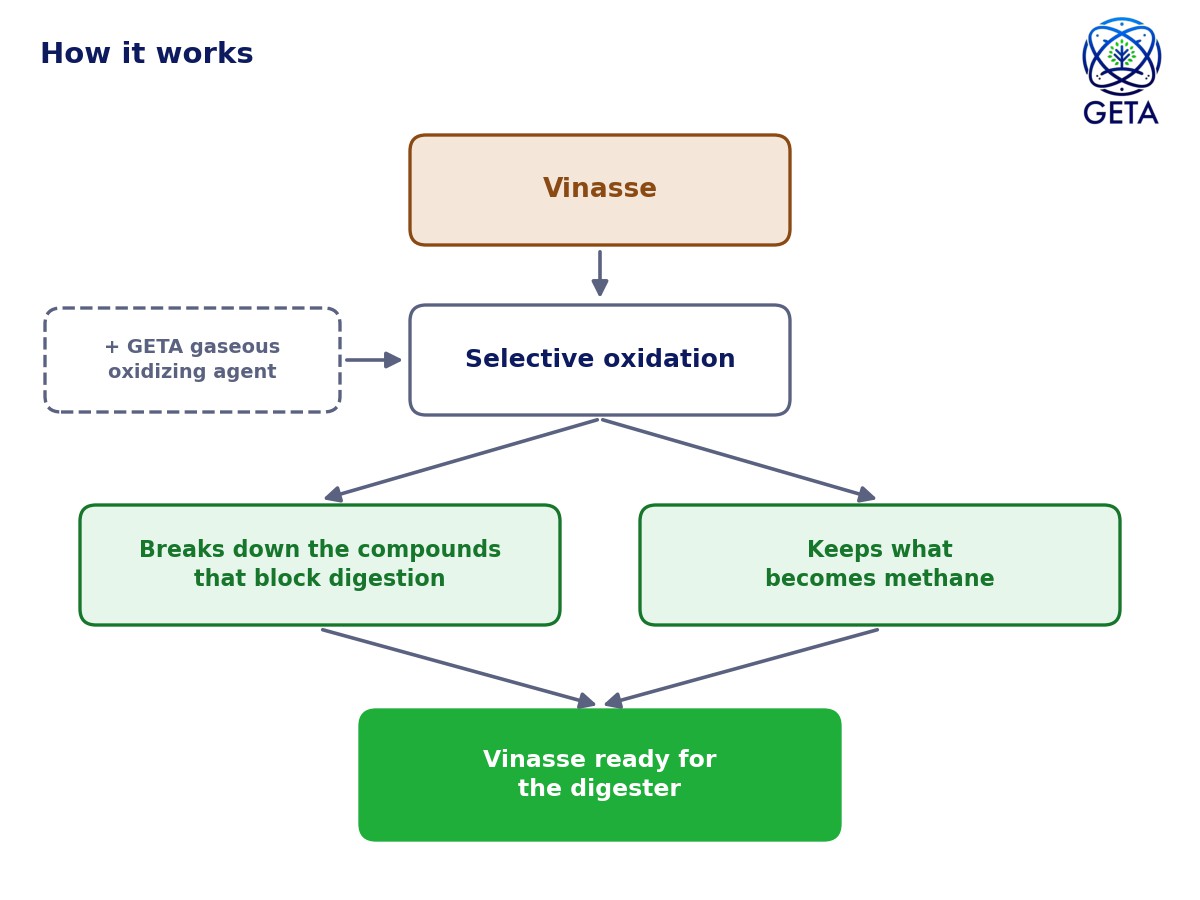 How it works
GETA
Vinasse
+ GETA gaseous
oxidizing agent
Selective oxidation
Breaks down the compounds
that block digestion
Keeps what
becomes methane
Vinasse ready for
the digester